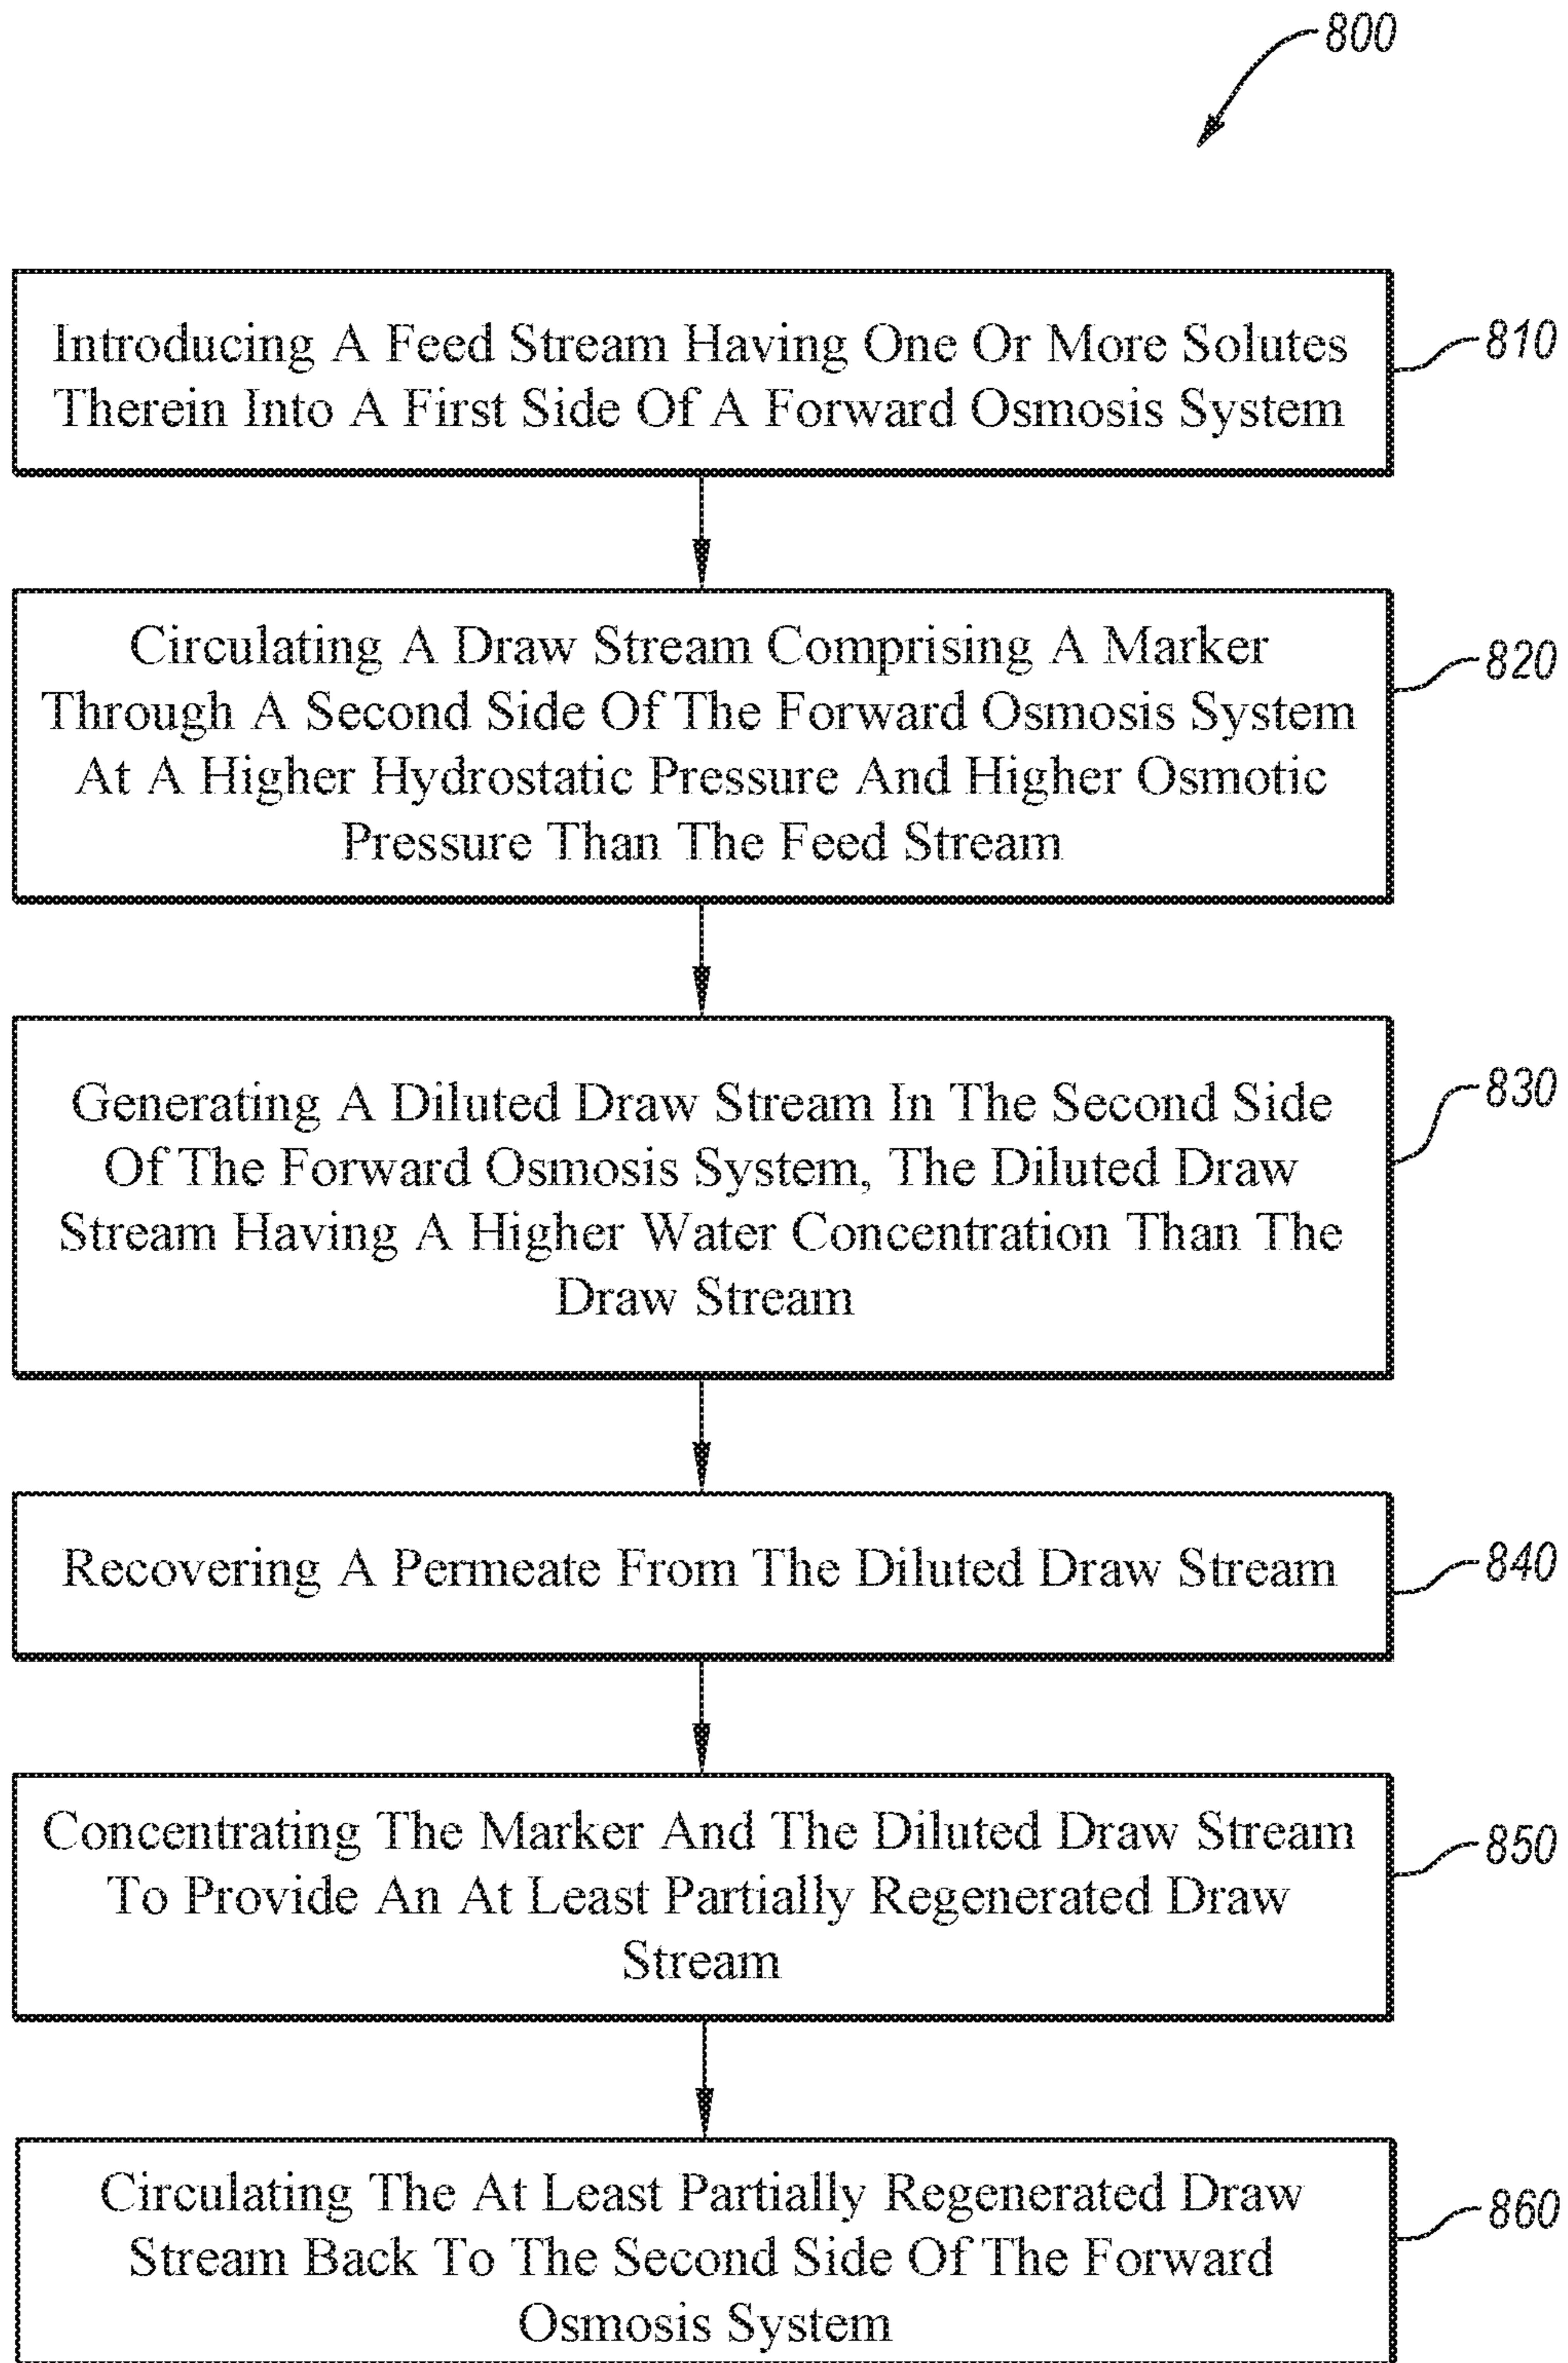 800
Introducing A Feed Stream Having One Or More Solutes
Therein Into A First Side Of A Forward Osmosis System
810
Circulating A Draw Stream Comprising A Marker
Through A Second Side Of The Forward Osmosis System
At A Higher Hydrostatic Pressure And Higher Osmotic
Pressure Than The Feed Stream
820
Generating A Diluted Draw Stream In The Second Side
Of The Forward Osmosis System, The Diluted Draw
Stream Having A Higher Water Concentration Than The
Draw Stream
830
Recovering A Permeate From The Diluted Draw Stream
840
Concentrating The Marker And The Diluted Draw Stream
To Provide An At Least Partially Regenerated Draw
Stream
850
Circulating The At Least Partially Regenerated Draw
Stream Back To The Second Side Of The Forward
Osmosis System
860